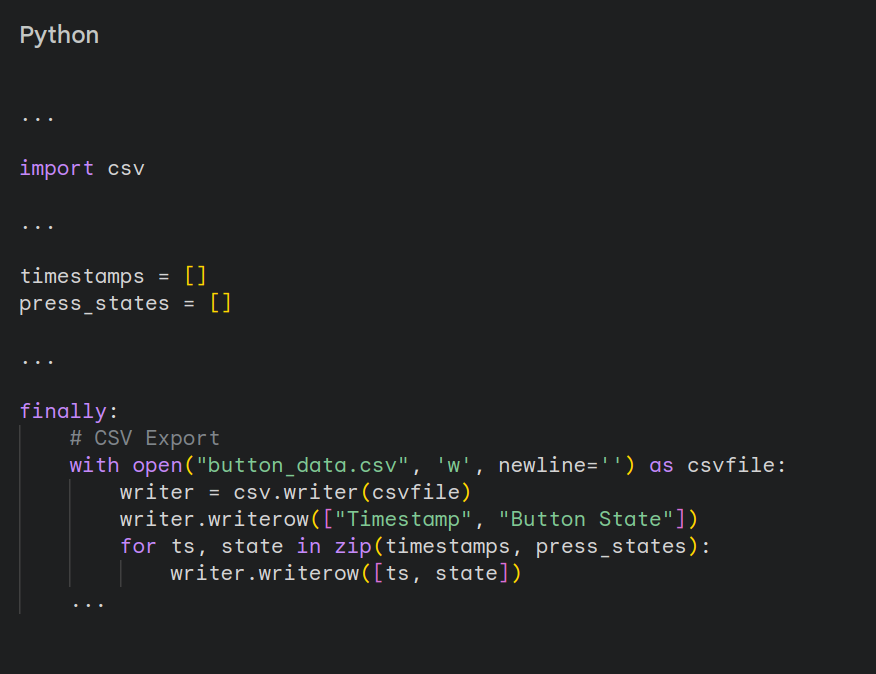 Python
...
import csv
...
timestamps = []
press_states = []
...
finally:
    # CSV Export
    with open("button_data.csv", 'w', newline='') as csvfile:
        writer = csv.writer(csvfile)
        writer.writerow(["Timestamp", "Button State"])
        for ts, state in zip(timestamps, press_states):
            writer.writerow([ts, state])
    ...